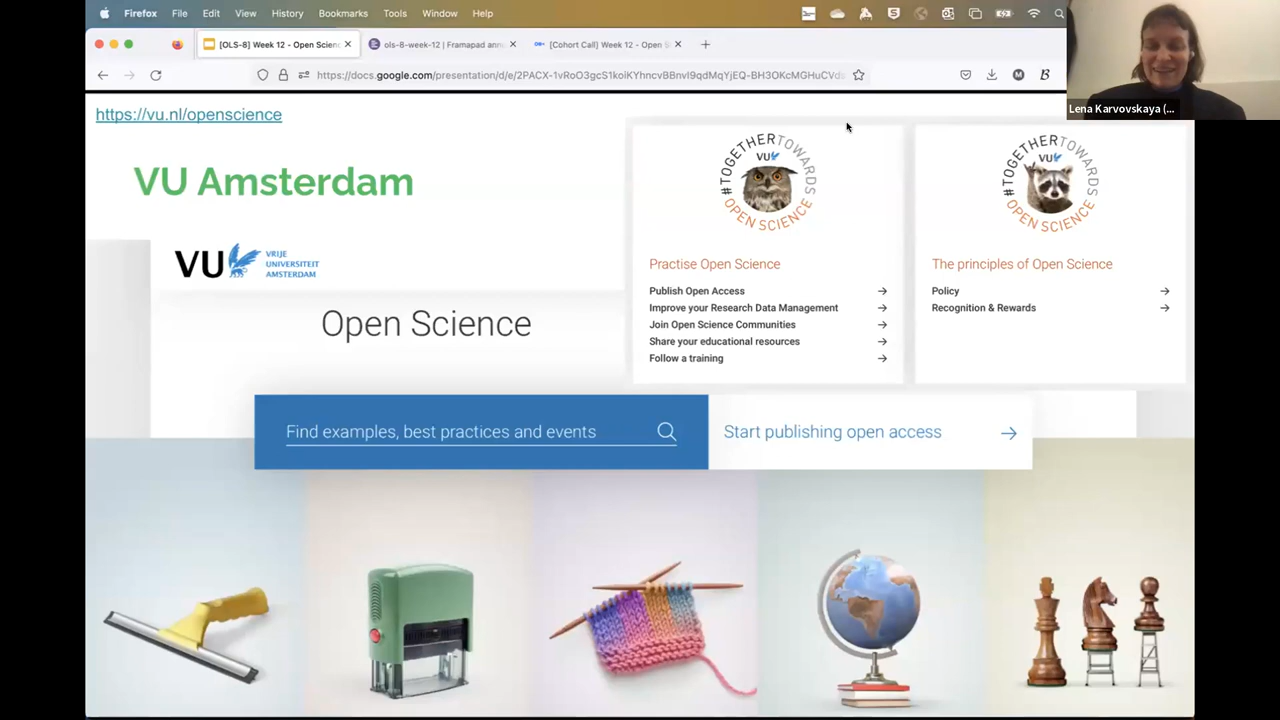 Firefox File Edit View History Bookmarks Tools Window Help
[OLS-8] Week 12 - Open Scienc
ols-8-week-12 | Framapad ann
[Cohort Call] Week 12 - Open S
Lena Karvovskaya (...
https://vu.nl/openscience
VU Amsterdam
VU VRIJE
UNIVERSITEIT
AMSTERDAM
Open Science
#TOGETHERTOWARDS
VU
OPEN SCIENCE
Practise Open Science
Publish Open Access
Improve your Research Data Management
Join Open Science Communities
Share your educational resources
Follow a training
#TOGETHERTOWARDS
VU
OPEN SCIENCE
The principles of Open Science
Policy
Recognition & Rewards
Find examples, best practices and events
Start publishing open access